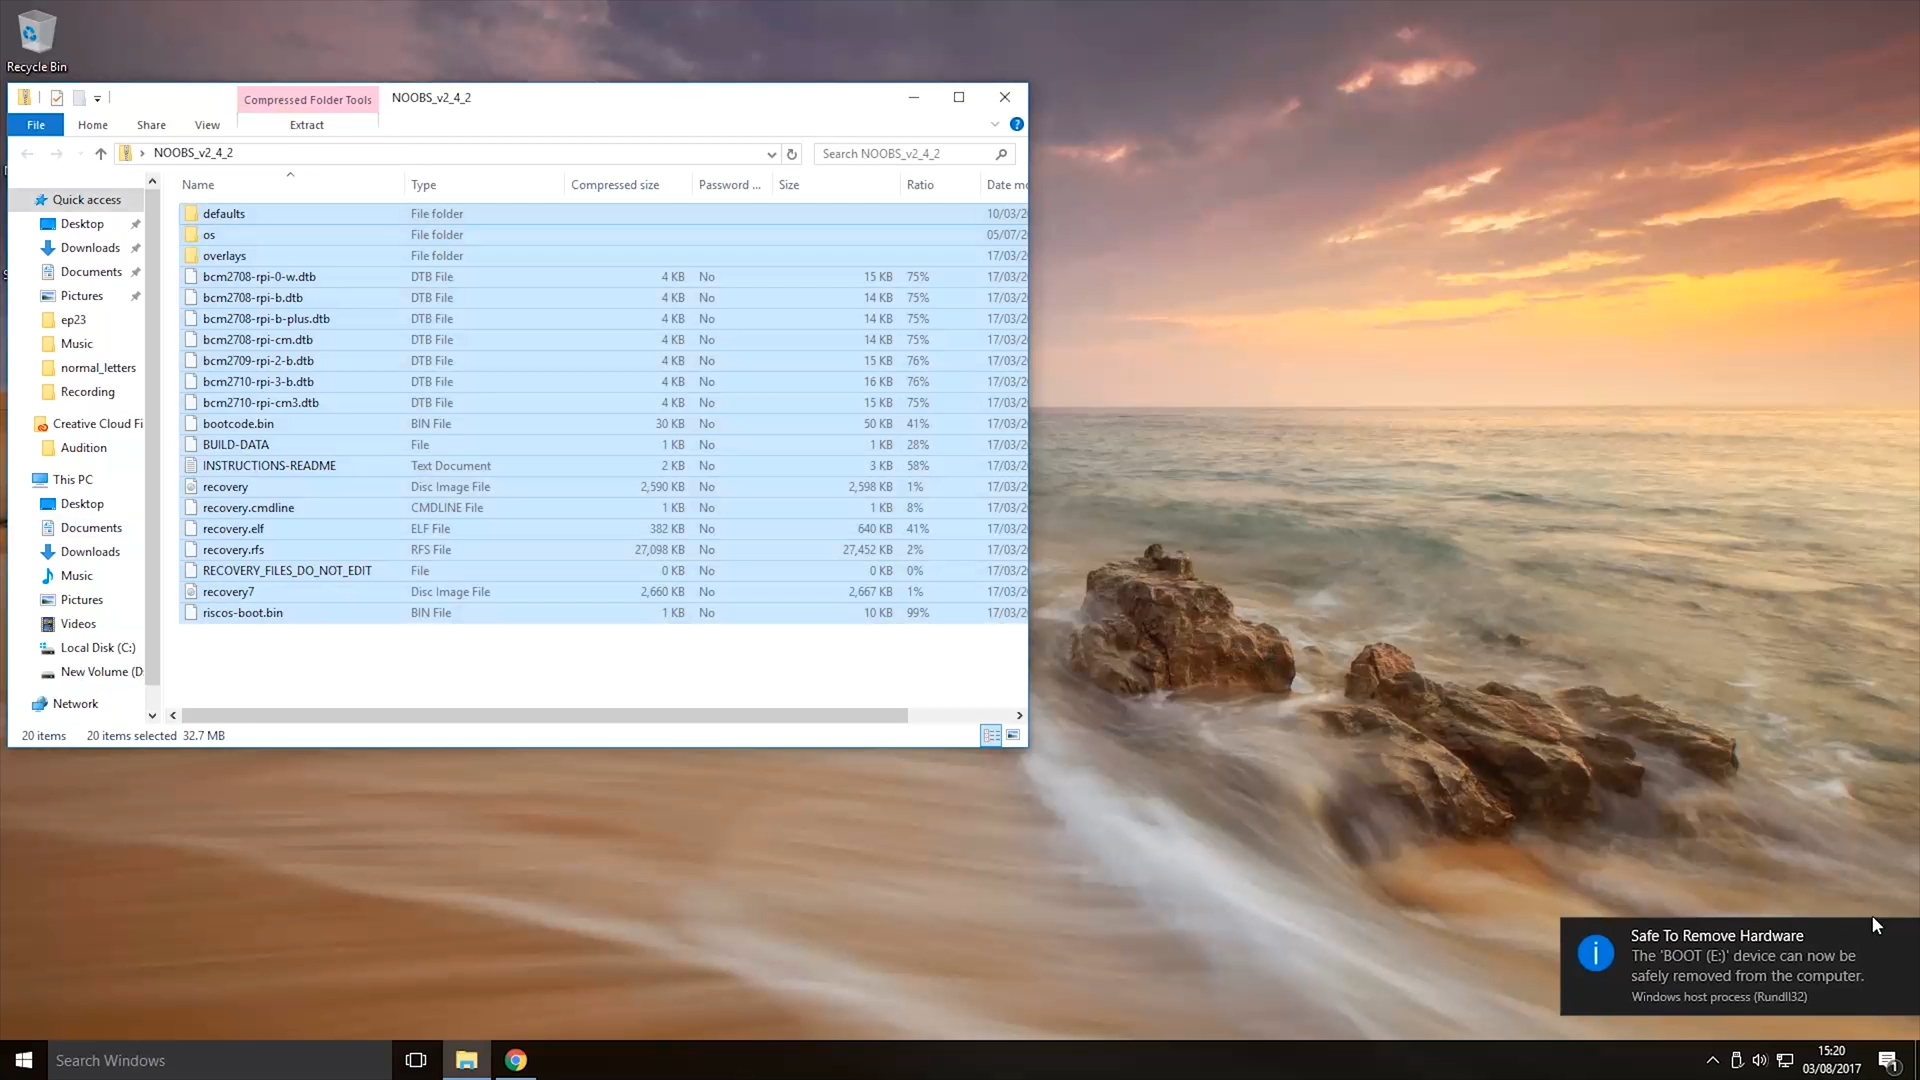 Recycle Bin
Compressed Folder Tools NOOBS_v2_4_2
File Home Share View Extract
NOOBS_v2_4_2 Search NOOBS_v2_4_2
Name Type Compressed size Password ... Size Ratio Date mo
Quick access
Desktop
Downloads
Documents
Pictures
ep23
Music
normal_letters
Recording
Creative Cloud Fi
Audition
This PC
Desktop
Documents
Downloads
Music
Pictures
Videos
Local Disk (C:)
New Volume (D
Network
defaults File folder 10/03/2
os File folder 05/07/2
overlays File folder 17/03/2
bcm2708-rpi-0-w.dtb DTB File 4 KB No 15 KB 75% 17/03/2
bcm2708-rpi-b.dtb DTB File 4 KB No 14 KB 75% 17/03/2
bcm2708-rpi-b-plus.dtb DTB File 4 KB No 14 KB 75% 17/03/2
bcm2708-rpi-cm.dtb DTB File 4 KB No 14 KB 75% 17/03/2
bcm2709-rpi-2-b.dtb DTB File 4 KB No 15 KB 76% 17/03/2
bcm2710-rpi-3-b.dtb DTB File 4 KB No 16 KB 76% 17/03/2
bcm2710-rpi-cm3.dtb DTB File 4 KB No 15 KB 75% 17/03/2
bootcode.bin BIN File 30 KB No 50 KB 41% 17/03/2
BUILD-DATA File 1 KB No 1 KB 28% 17/03/2
INSTRUCTIONS-README Text Document 2 KB No 3 KB 58% 17/03/2
recovery Disc Image File 2,590 KB No 2,598 KB 1% 17/03/2
recovery.cmdline CMDLINE File 1 KB No 1 KB 8% 17/03/2
recovery.elf ELF File 382 KB No 640 KB 41% 17/03/2
recovery.rfs RFS File 27,098 KB No 27,452 KB 2% 17/03/2
RECOVERY_FILES_DO_NOT_EDIT File 0 KB No 0 KB 0% 17/03/2
recovery7 Disc Image File 2,660 KB No 2,667 KB 1% 17/03/2
riscos-boot.bin BIN File 1 KB No 10 KB 99% 17/03/2
20 items 20 items selected 32.7 MB
Safe To Remove Hardware
The 'BOOT (E:)' device can now be
safely removed from the computer.
Windows host process (Rundll32)
Search Windows
15:20
03/08/2017
1